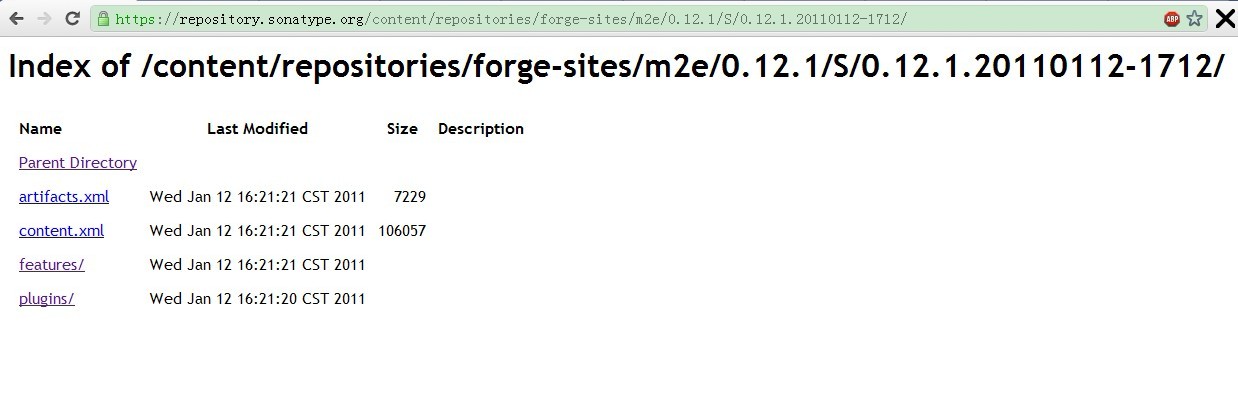 https://repository.sonatype.org/content/repositories/forge-sites/m2e/0.12.1/S/0.12.1.20110112-1712/
ABP
Index of /content/repositories/forge-sites/m2e/0.12.1/S/0.12.1.20110112-1712/
Name Last Modified Size Description
Parent Directory
artifacts.xml Wed Jan 12 16:21:21 CST 2011 7229
content.xml Wed Jan 12 16:21:21 CST 2011 106057
features/ Wed Jan 12 16:21:21 CST 2011
plugins/ Wed Jan 12 16:21:20 CST 2011